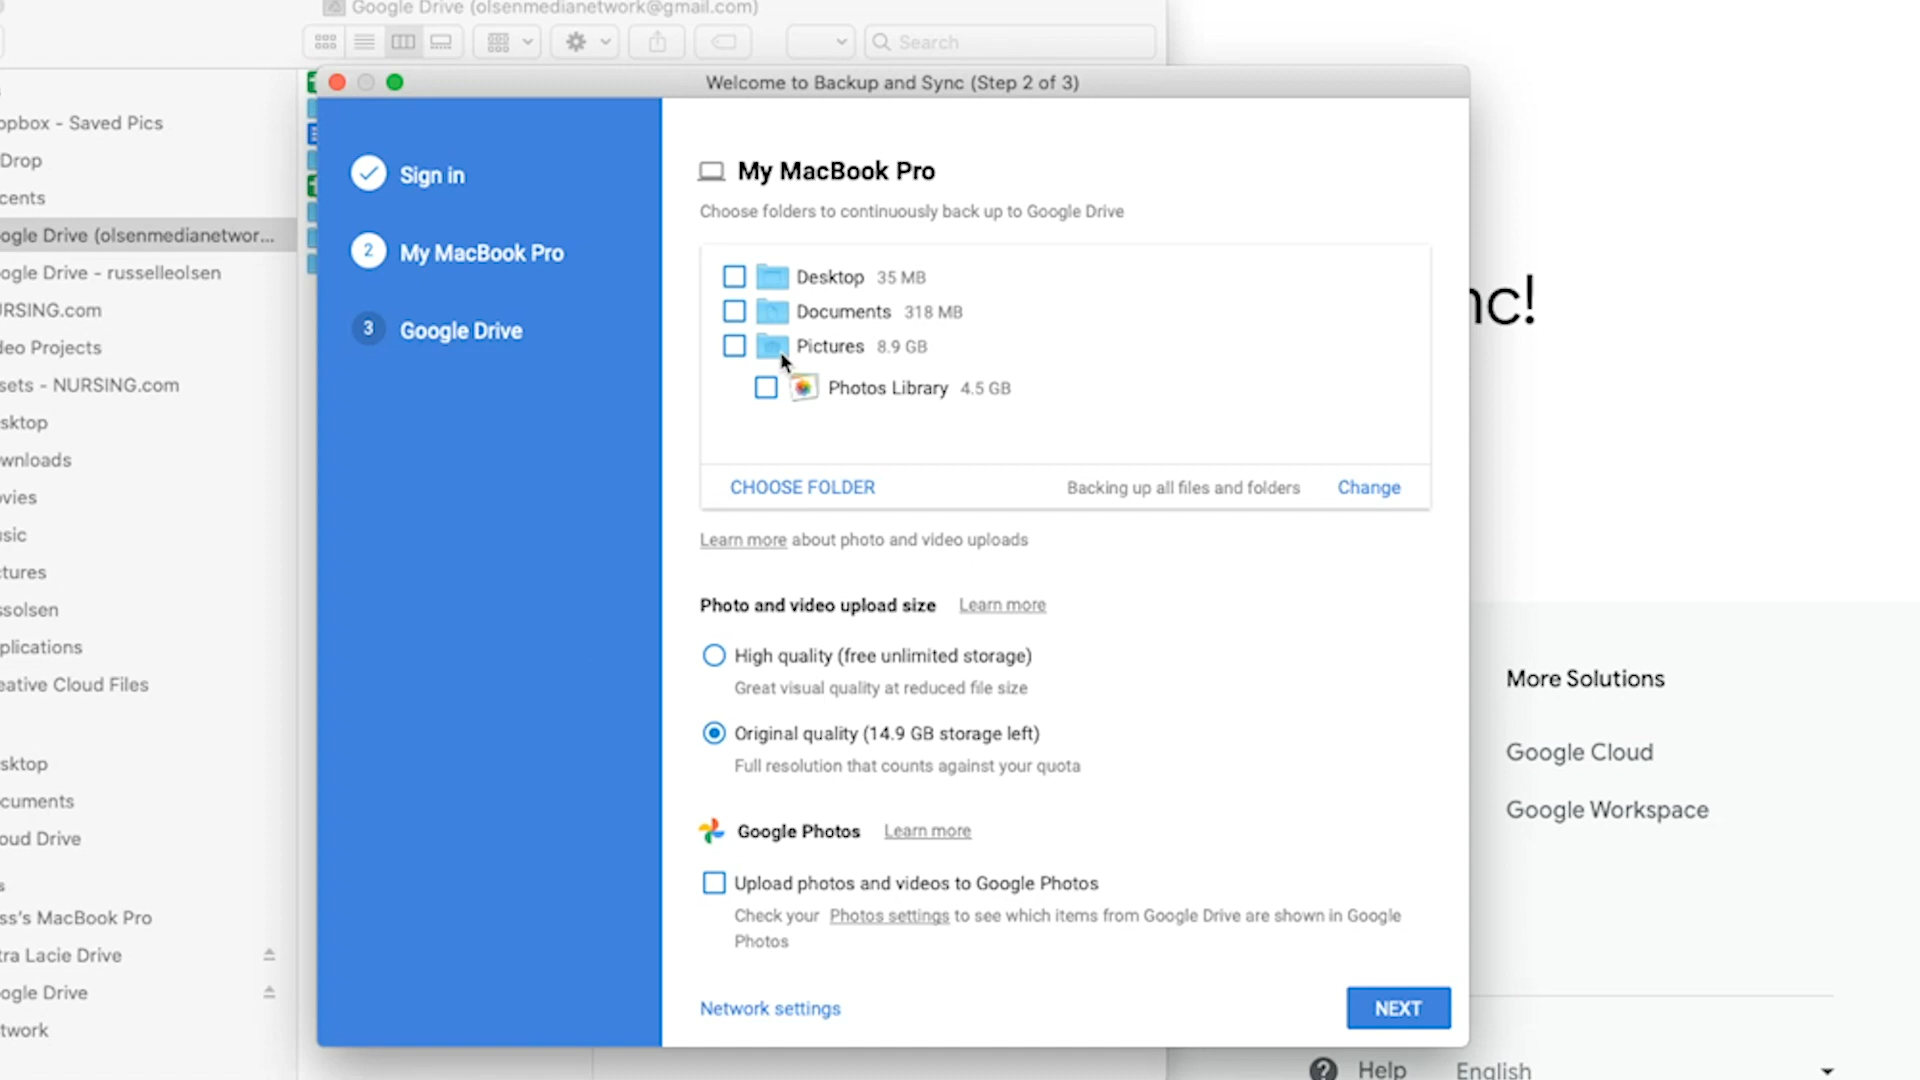 Google Drive (olsenmedianetwork@gmail.com)
Search
opbox - Saved Pics
Drop
cents
ogle Drive (olsenmedianetwor...
ogle Drive - russelleolsen
URSING.com
deo Projects
sets - NURSING.com
sktop
wnloads
ovies
usic
ctures
ssolsen
plications
eative Cloud Files
sktop
cuments
oud Drive
s
ss's MacBook Pro
tra Lacie Drive
ogle Drive
twork
Welcome to Backup and Sync (Step 2 of 3)
Sign in
2 My MacBook Pro
3 Google Drive
My MacBook Pro
Choose folders to continuously back up to Google Drive
Desktop 35 MB
Documents 318 MB
Pictures 8.9 GB
Photos Library 4.5 GB
CHOOSE FOLDER Backing up all files and folders Change
Learn more about photo and video uploads
Photo and video upload size Learn more
High quality (free unlimited storage)
Great visual quality at reduced file size
Original quality (14.9 GB storage left)
Full resolution that counts against your quota
Google Photos Learn more
Upload photos and videos to Google Photos
Check your Photos settings to see which items from Google Drive are shown in Google
Photos
Network settings NEXT
nc!
More Solutions
Google Cloud
Google Workspace
Help English